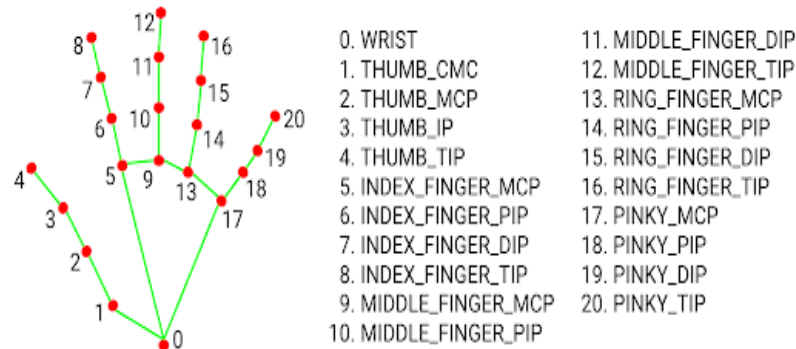 12
8
16
11
7
15
10
6
20
14
19
4
5
9
13
18
3
17
2
1
0
0. WRIST
1. THUMB_CMC
2. THUMB_MCP
3. THUMB_IP
4. THUMB_TIP
5. INDEX_FINGER_MCP
6. INDEX_FINGER_PIP
7. INDEX_FINGER_DIP
8. INDEX_FINGER_TIP
9. MIDDLE_FINGER_MCP
10. MIDDLE_FINGER_PIP
11. MIDDLE_FINGER_DIP
12. MIDDLE_FINGER_TIP
13. RING_FINGER_MCP
14. RING_FINGER_PIP
15. RING_FINGER_DIP
16. RING_FINGER_TIP
17. PINKY_MCP
18. PINKY_PIP
19. PINKY_DIP
20. PINKY_TIP